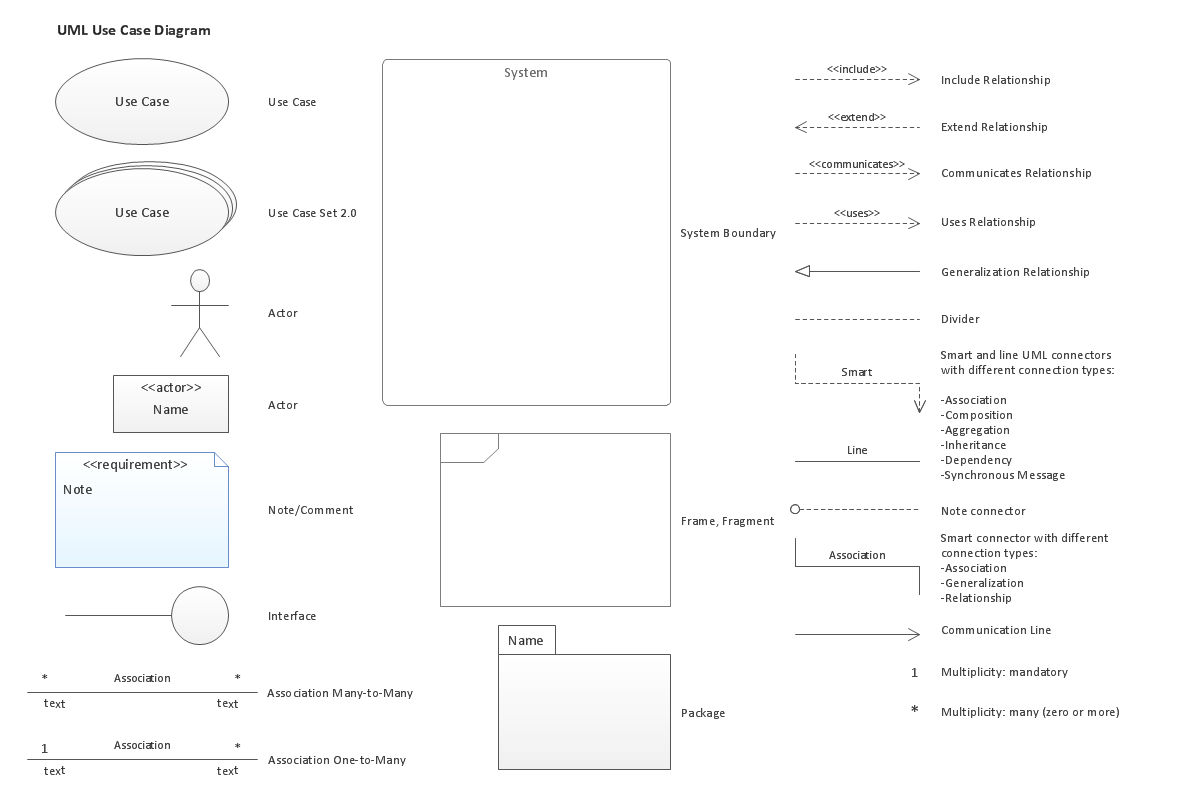 UML Use Case Diagram
Use Case
Use Case
Use Case
Use Case Set 2.0
Actor
<<actor>>
Name
Actor
<<requirement>>
Note
Note/Comment
Interface
* Association *
text text
Association Many-to-Many
1 Association *
text text
Association One-to-Many
System
System Boundary
Frame, Fragment
Name
Package
<<include>>
Include Relationship
<<extend>>
Extend Relationship
<<communicates>>
Communicates Relationship
<<uses>>
Uses Relationship
Generalization Relationship
Divider
Smart
Line
Smart and line UML connectors
with different connection types:
-Association
-Composition
-Aggregation
-Inheritance
-Dependency
-Synchronous Message
Note connector
Association
Smart connector with different
connection types:
-Association
-Generalization
-Relationship
Communication Line
1 Multiplicity: mandatory
* Multiplicity: many (zero or more)